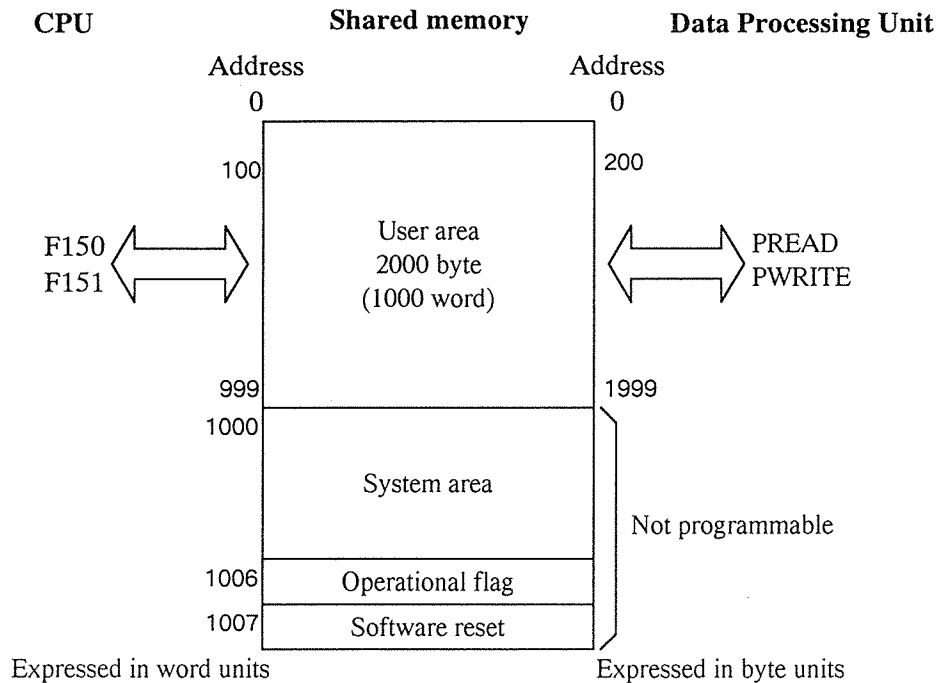 CPU
Shared memory
Data Processing Unit
Address
Address
0
0
100
200
F150
F151
User area
2000 byte
(1000 word)
PREAD
PWRITE
999
1999
1000
System area
Not programmable
1006
Operational flag
1007
Software reset
Expressed in word units
Expressed in byte units